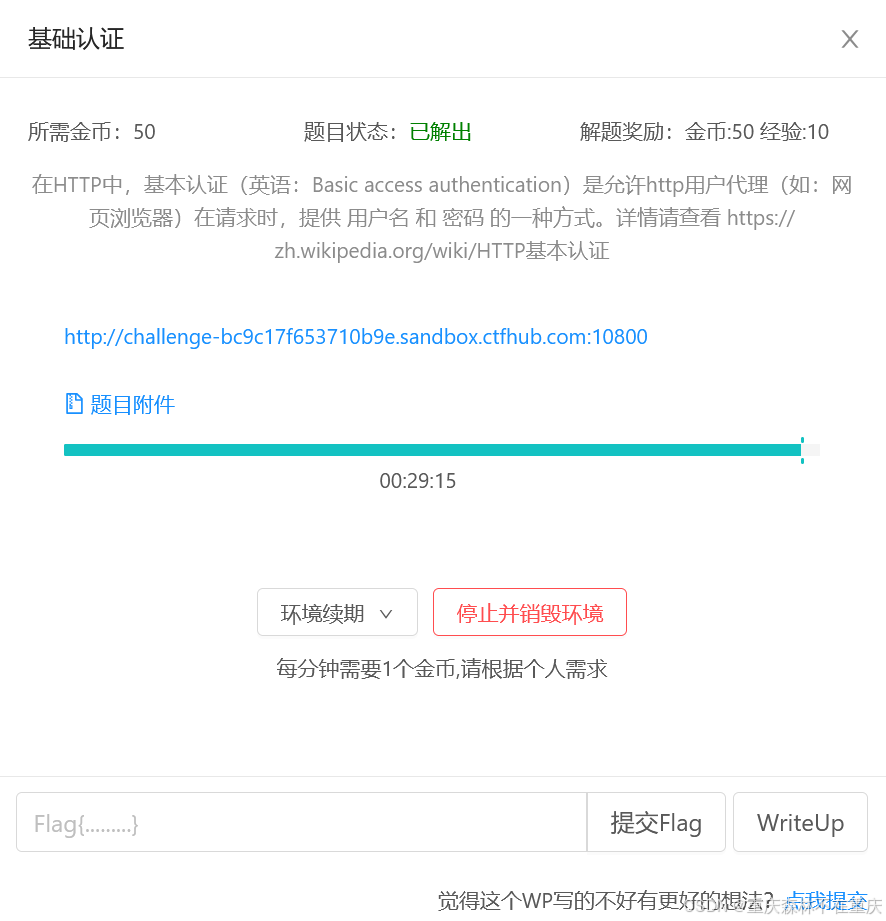 基础认证
所需金币：50 题目状态：已解出 解题奖励：金币:50 经验:10
在HTTP中，基本认证（英语：Basic access authentication）是允许http用户代理（如：网
页浏览器）在请求时，提供 用户名 和 密码 的一种方式。详情请查看 https://
zh.wikipedia.org/wiki/HTTP基本认证
http://challenge-bc9c17f653710b9e.sandbox.ctfhub.com:10800
题目附件
00:29:15
环境续期 停止并销毁环境
每分钟需要1个金币,请根据个人需求
Flag{.........} 提交Flag WriteUp
觉得这个WP写的不好有更好的想法？点我提交